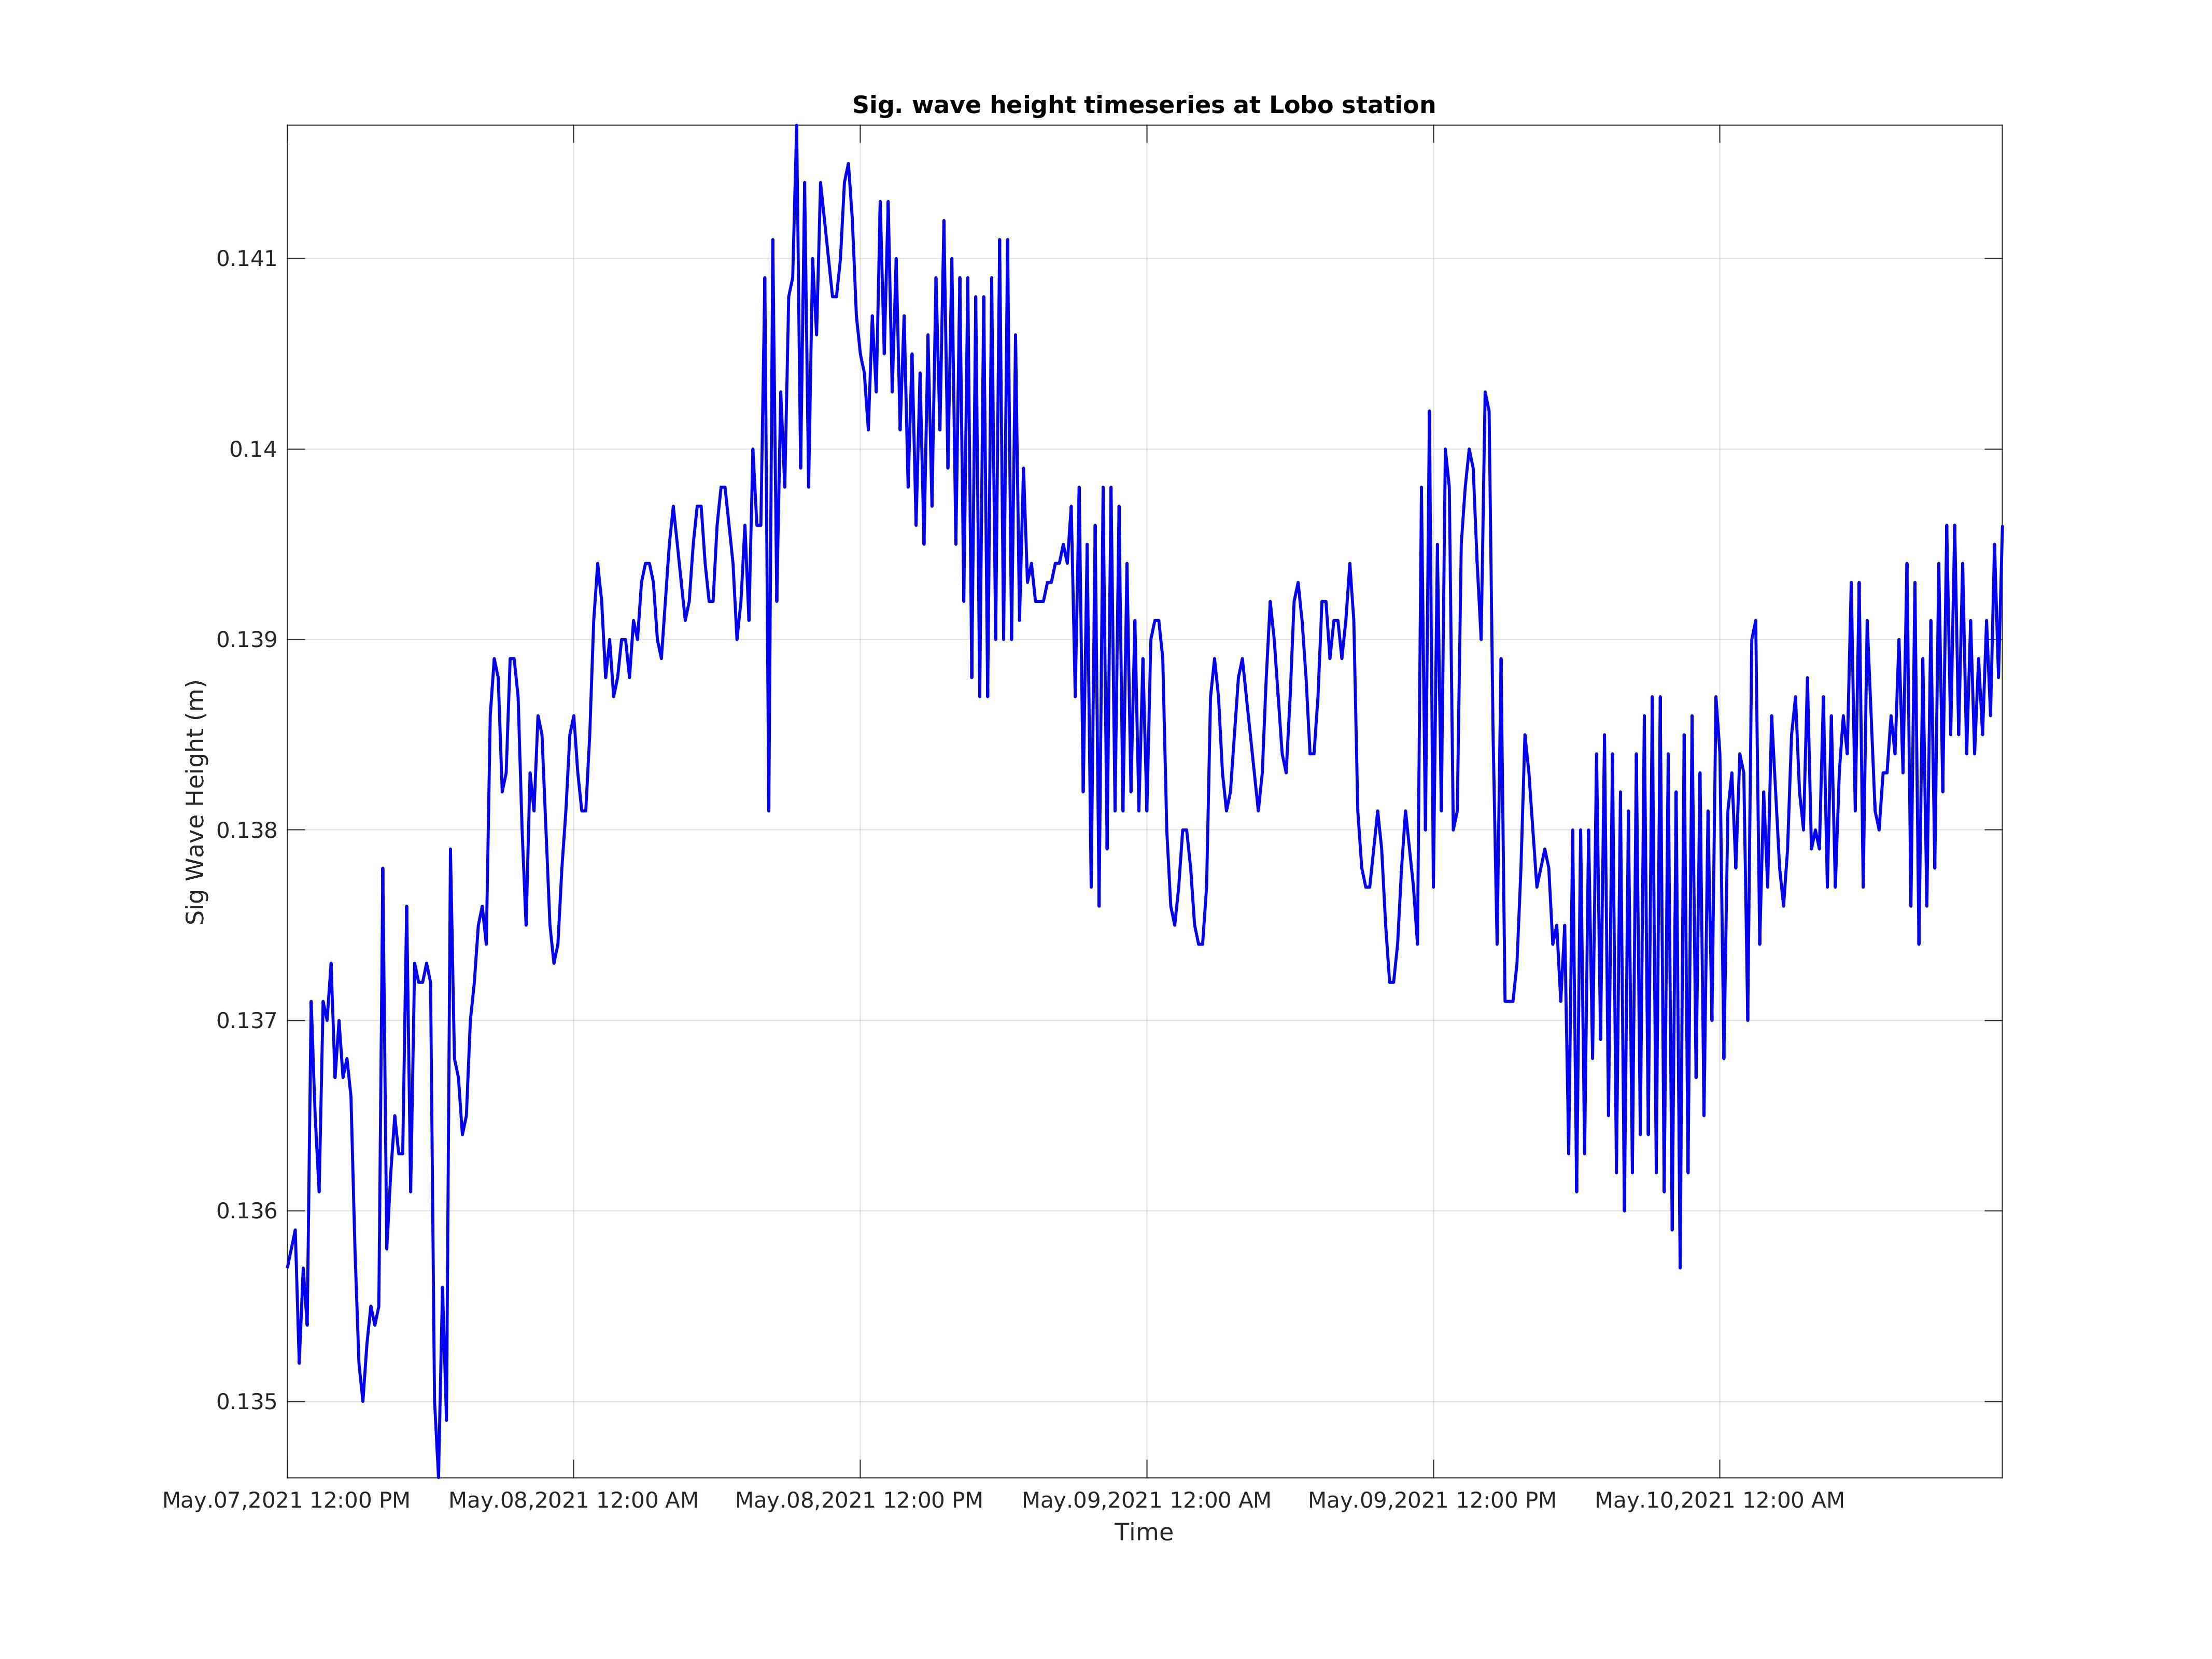 Sig. wave height timeseries at Lobo station
0.141
0.14
0.139
0.138
0.137
0.136
0.135
Sig Wave Height (m)
May.07,2021 12:00 PM May.08,2021 12:00 AM May.08,2021 12:00 PM May.09,2021 12:00 AM May.09,2021 12:00 PM May.10,2021 12:00 AM
Time